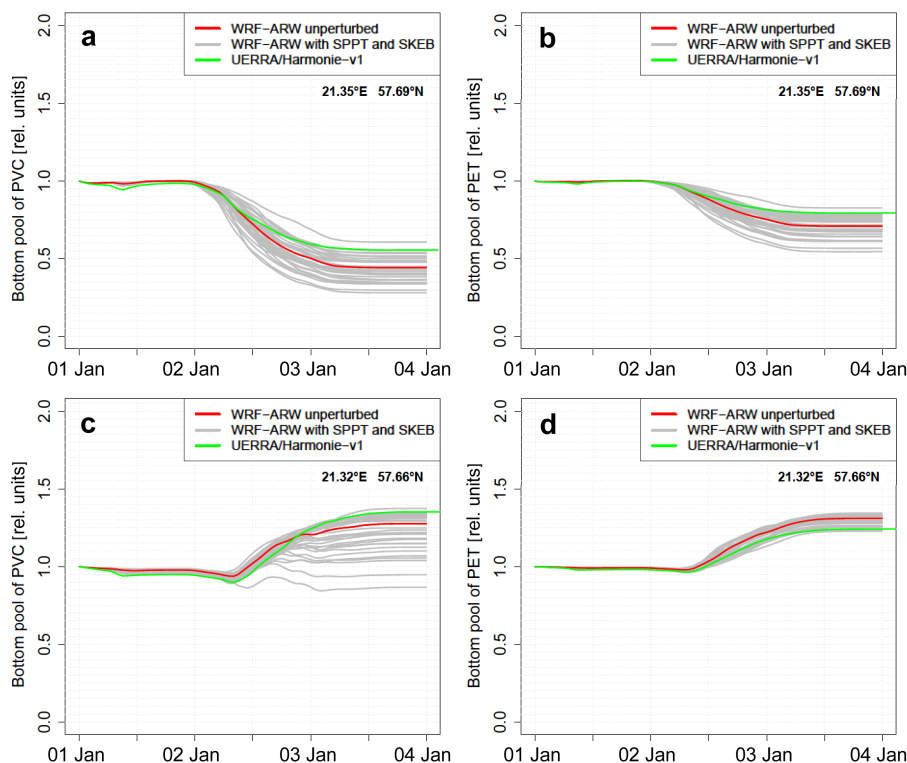 a
WRF−ARW unperturbed
WRF−ARW with SPPT and SKEB
UERRA/Harmonie−v1
21.35°E 57.69°N
Bottom pool of PVC [rel. units]
2.0
1.5
1.0
0.5
0.0
01 Jan 02 Jan 03 Jan 04 Jan
b
WRF−ARW unperturbed
WRF−ARW with SPPT and SKEB
UERRA/Harmonie−v1
21.35°E 57.69°N
Bottom pool of PET [rel. units]
2.0
1.5
1.0
0.5
0.0
01 Jan 02 Jan 03 Jan 04 Jan
c
WRF−ARW unperturbed
WRF−ARW with SPPT and SKEB
UERRA/Harmonie−v1
21.32°E 57.66°N
Bottom pool of PVC [rel. units]
2.0
1.5
1.0
0.5
0.0
01 Jan 02 Jan 03 Jan 04 Jan
d
WRF−ARW unperturbed
WRF−ARW with SPPT and SKEB
UERRA/Harmonie−v1
21.32°E 57.66°N
Bottom pool of PET [rel. units]
2.0
1.5
1.0
0.5
0.0
01 Jan 02 Jan 03 Jan 04 Jan